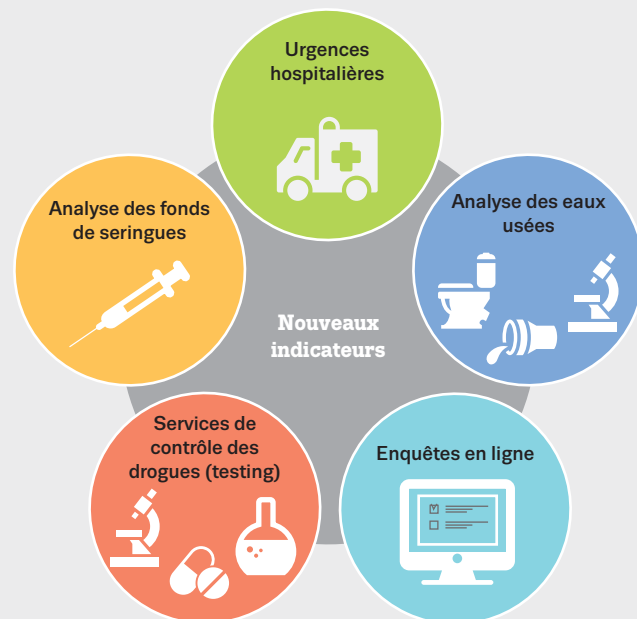 Urgences
hospitalières
Analyse des fonds
de seringues
Analyse des eaux
usées
Nouveaux
indicateurs
Services de
contrôle des
drogues (testing)
Enquêtes en ligne